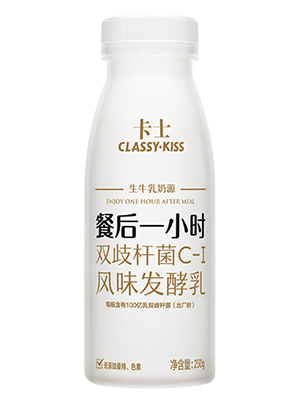 卡士
CLASSY·KISS
生牛乳奶源
ENJOY ONE HOUR AFTER MEAL
餐后一小时
双歧杆菌C-I
风味发酵乳
每瓶含有100亿乳双歧杆菌（出厂时）
无添加香精、色素
净含量:250g